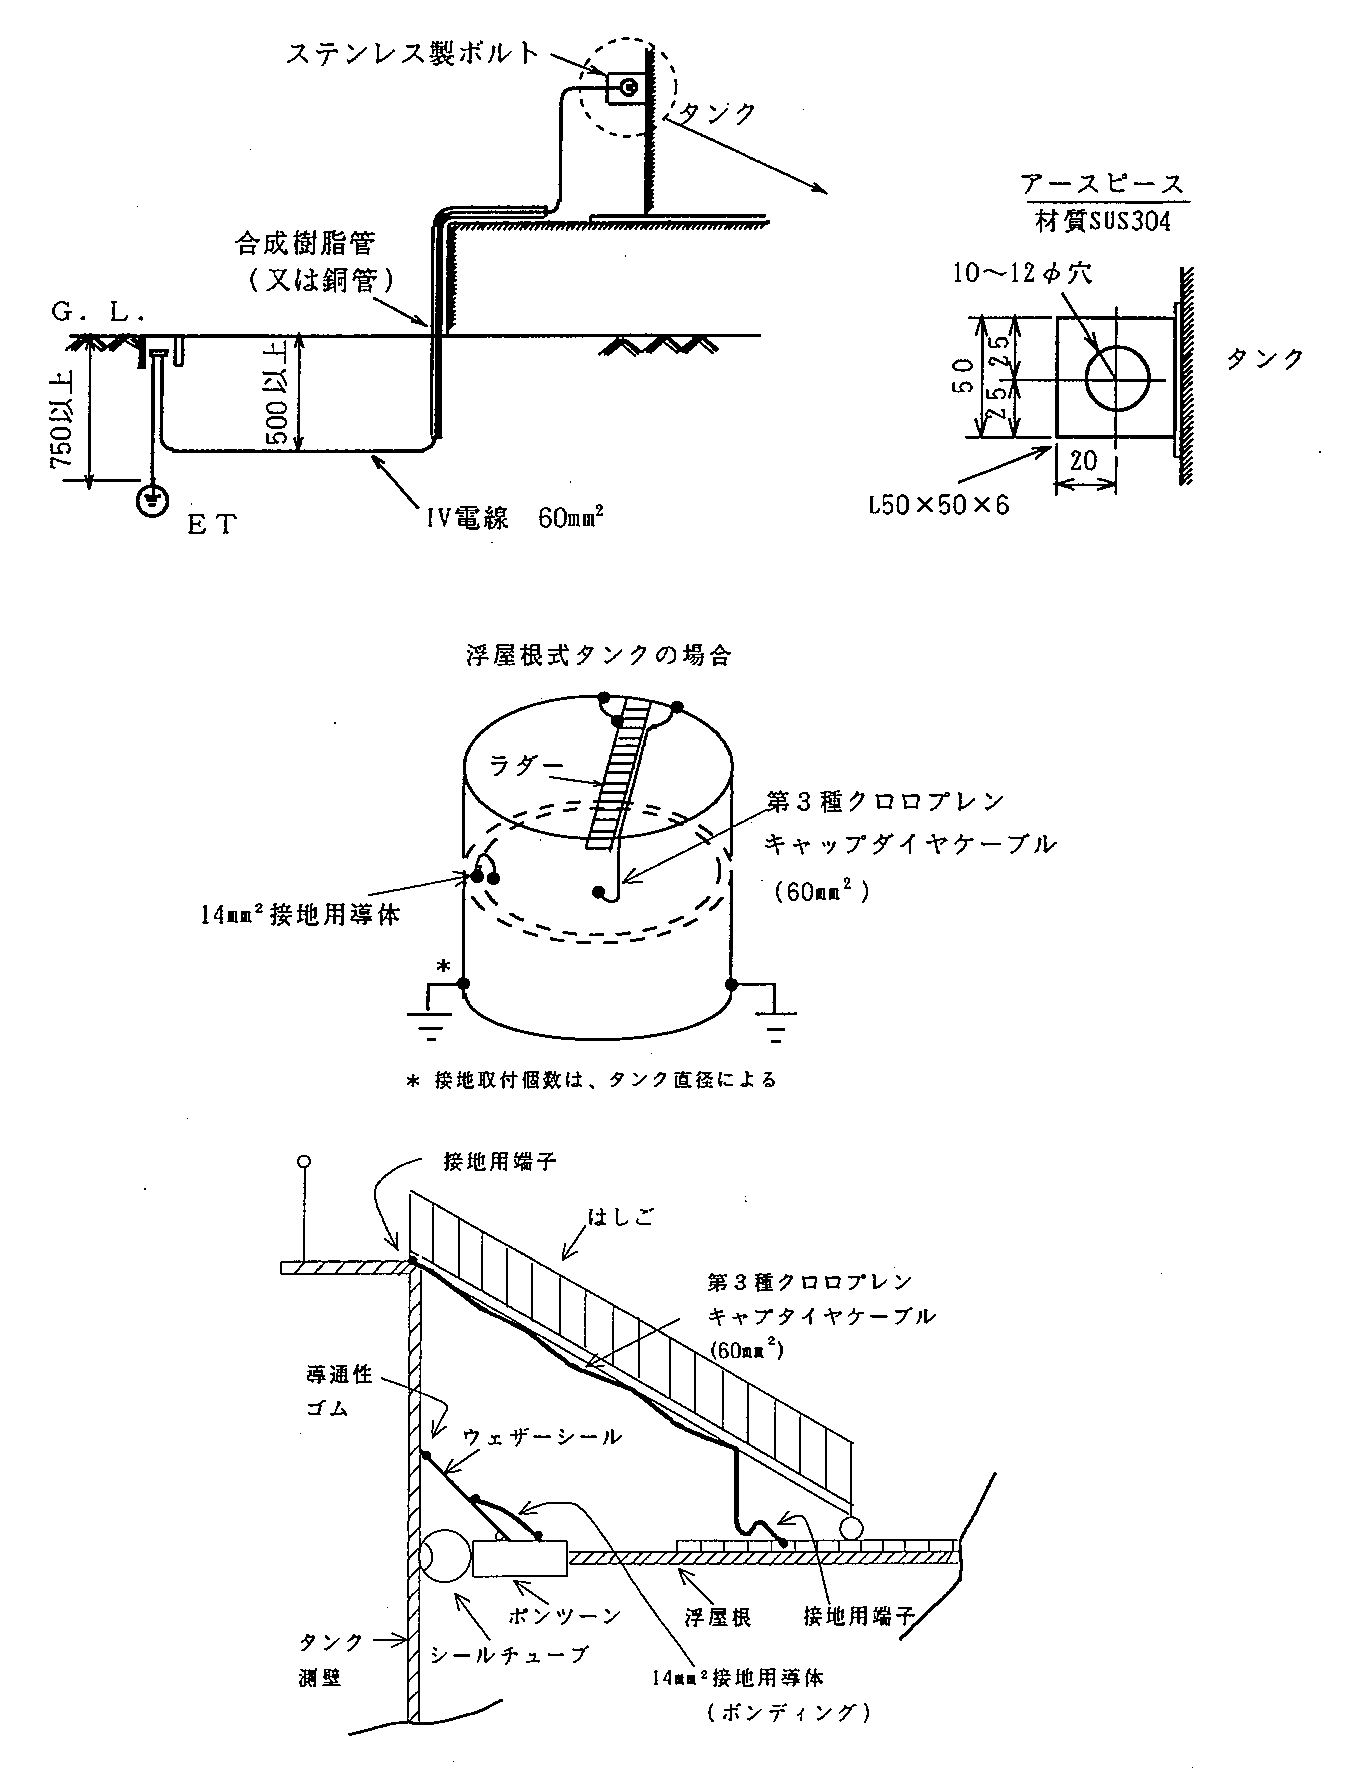 ステンレス製ボルト
タンク
合成樹脂管
(又は銅管)
G.L.
750以上
500以上
ET
IV電線 60mm²
アースピース
材質SUS304
10～12φ穴
50
25
25
タンク
20
L50×50×6
浮屋根式タンクの場合
ラダー
第3種クロロプレン
キャップダイヤケーブル
(60mm²)
14mm²接地用導体
*
* 接地取付個数は、タンク直径による
接地用端子
はしご
第3種クロロプレン
キャプタイヤケーブル
(60mm²)
導通性
ゴム
ウェザーシール
ポンツーン
浮屋根
接地用端子
タンク
測壁
シールチューブ
14mm²接地用導体
(ボンディング)